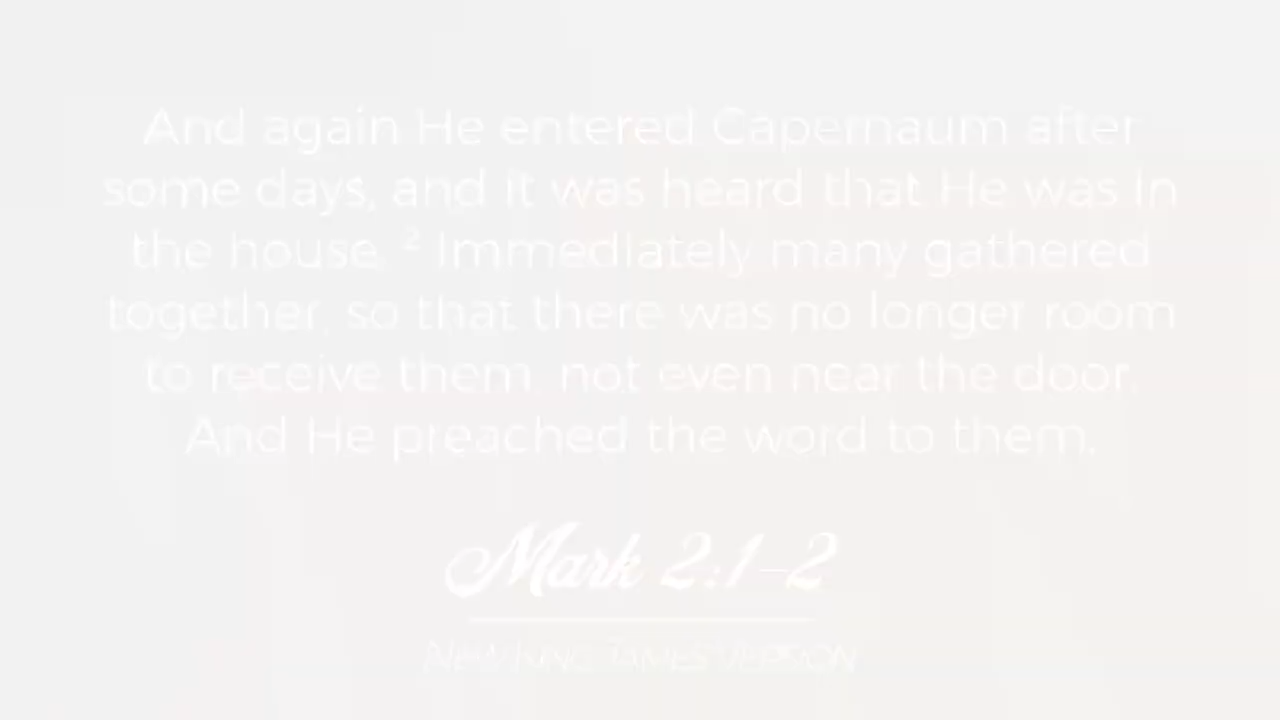 And again He entered Capernaum after
some days, and it was heard that He was in
the house. ² Immediately many gathered
together, so that there was no longer room
to receive them, not even near the door.
And He preached the word to them.
Mark 2:1–2
NEW KING JAMES VERSION